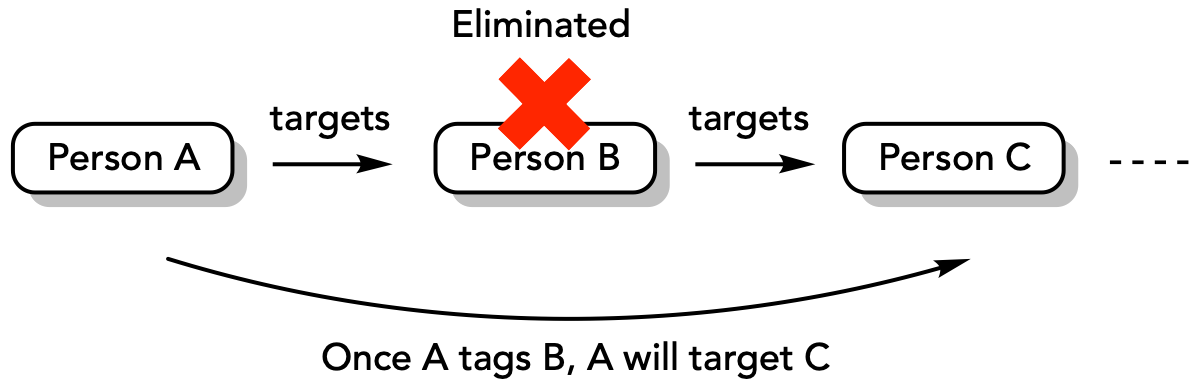 Eliminated
targets
targets
Person A
Person B
Person C
Once A tags B, A will target C